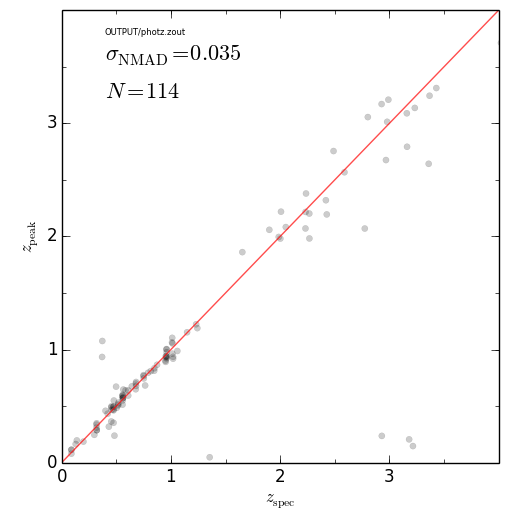 OUTPUT/photz.zout
σNMAD=0.035
N=114
3
2
1
0
zpeak
0
1
2
3
zspec